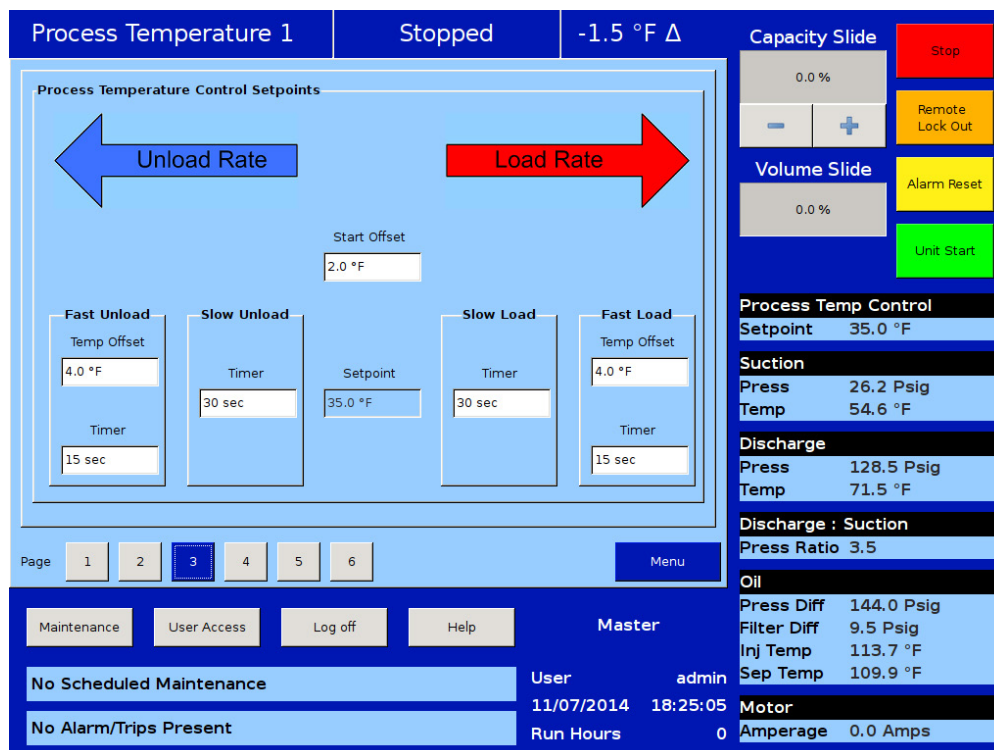 Process Temperature 1
Stopped
-1.5 °F Δ
Process Temperature Control Setpoints
Unload Rate
Load Rate
Start Offset
2.0 °F
Fast Unload
Temp Offset
4.0 °F
Timer
15 sec
Slow Unload
Timer
30 sec
Setpoint
35.0 °F
Slow Load
Timer
30 sec
Fast Load
Temp Offset
4.0 °F
Timer
15 sec
Page 1 2 3 4 5 6
Menu
Maintenance
User Access
Log off
Help
Master
No Scheduled Maintenance
No Alarm/Trips Present
User admin
11/07/2014 18:25:05
Run Hours 0
Capacity Slide
0.0 %
Volume Slide
0.0 %
Stop
Remote
Lock Out
Alarm Reset
Unit Start
Process Temp Control
Setpoint 35.0 °F
Suction
Press 26.2 Psig
Temp 54.6 °F
Discharge
Press 128.5 Psig
Temp 71.5 °F
Discharge : Suction
Press Ratio 3.5
Oil
Press Diff 144.0 Psig
Filter Diff 9.5 Psig
Inj Temp 113.7 °F
Sep Temp 109.9 °F
Motor
Amperage 0.0 Amps